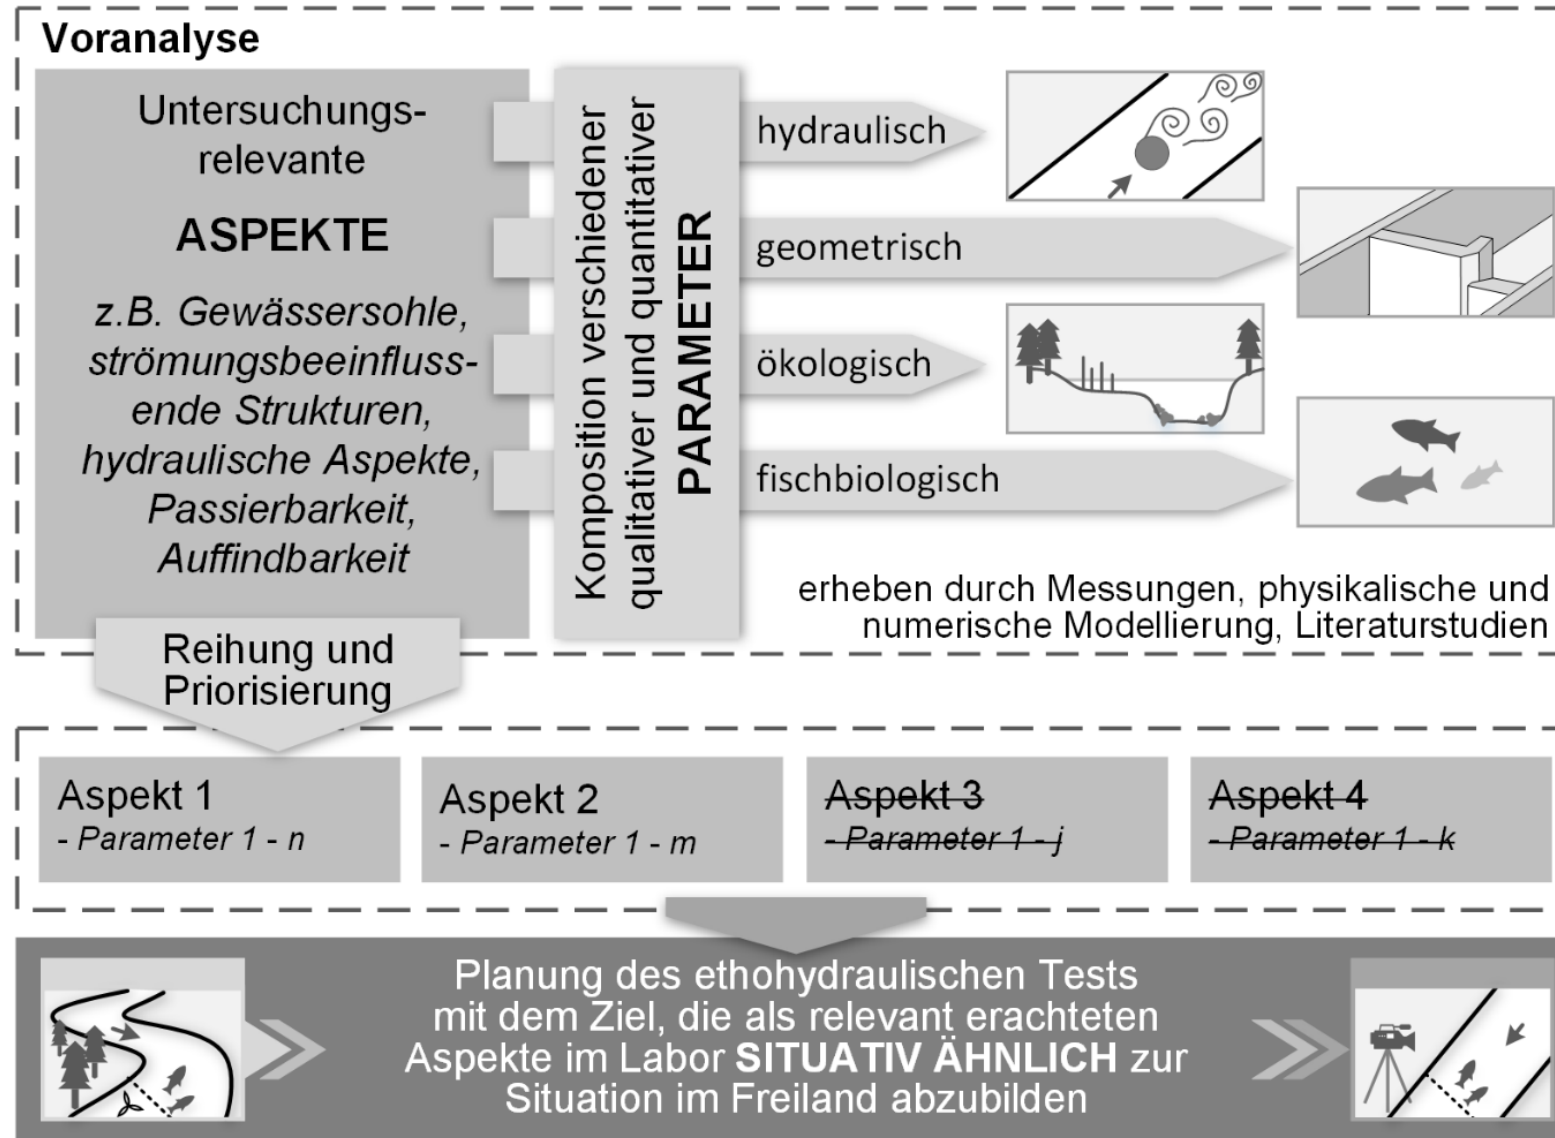 Voranalyse
Untersuchungs-
relevante
ASPEKTE
z.B. Gewässersohle,
strömungsbeeinfluss-
ende Strukturen,
hydraulische Aspekte,
Passierbarkeit,
Auffindbarkeit
Komposition verschiedener
qualitativer und quantitativer
PARAMETER
hydraulisch
geometrisch
ökologisch
fischbiologisch
erheben durch Messungen, physikalische und
numerische Modellierung, Literaturstudien
Reihung und
Priorisierung
Aspekt 1
- Parameter 1 - n
Aspekt 2
- Parameter 1 - m
Aspekt 3
- Parameter 1 - j
Aspekt 4
- Parameter 1 - k
Planung des ethohydraulischen Tests
mit dem Ziel, die als relevant erachteten
Aspekte im Labor SITUATIV ÄHNLICH zur
Situation im Freiland abzubilden